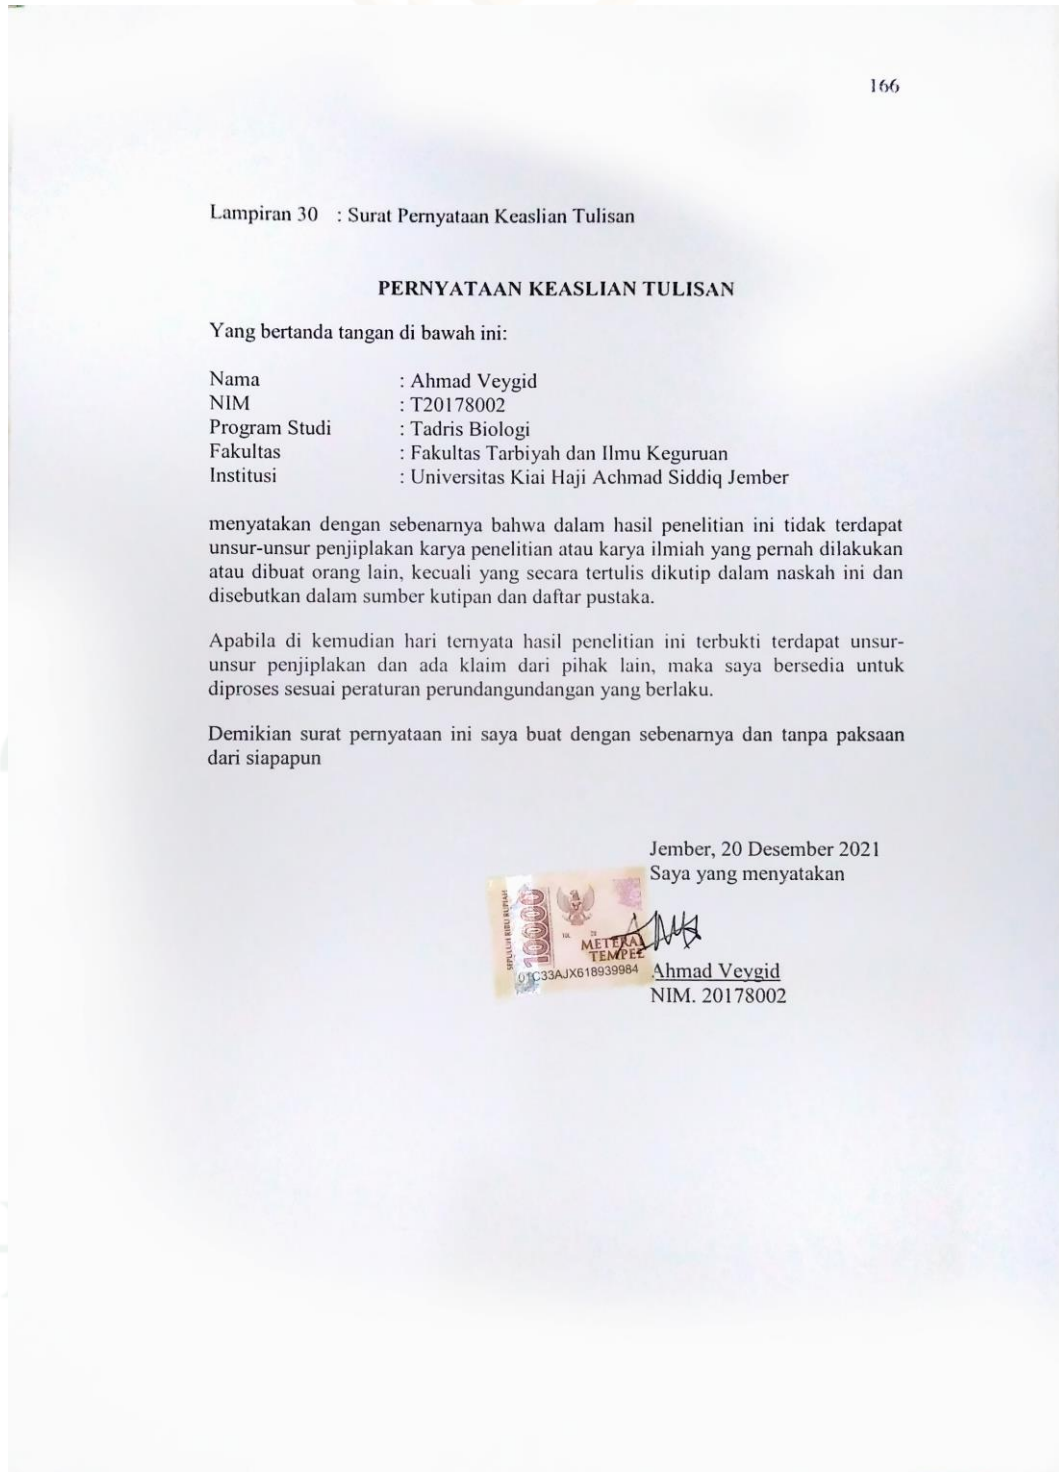 166
Lampiran 30 : Surat Pernyataan Keaslian Tulisan
PERNYATAAN KEASLIAN TULISAN
Yang bertanda tangan di bawah ini:
Nama : Ahmad Veygid
NIM : T20178002
Program Studi : Tadris Biologi
Fakultas : Fakultas Tarbiyah dan Ilmu Keguruan
Institusi : Universitas Kiai Haji Achmad Siddiq Jember
menyatakan dengan sebenarnya bahwa dalam hasil penelitian ini tidak terdapat
unsur-unsur penjiplakan karya penelitian atau karya ilmiah yang pernah dilakukan
atau dibuat orang lain, kecuali yang secara tertulis dikutip dalam naskah ini dan
disebutkan dalam sumber kutipan dan daftar pustaka.
Apabila di kemudian hari ternyata hasil penelitian ini terbukti terdapat unsur-
unsur penjiplakan dan ada klaim dari pihak lain, maka saya bersedia untuk
diproses sesuai peraturan perundangundangan yang berlaku.
Demikian surat pernyataan ini saya buat dengan sebenarnya dan tanpa paksaan
dari siapapun
Jember, 20 Desember 2021
Saya yang menyatakan
SEPULUH RIBU RUPIAH
10000
METERAI
TEMPEL
01C33AJX618939984
Ahmad Veygid
NIM. 20178002